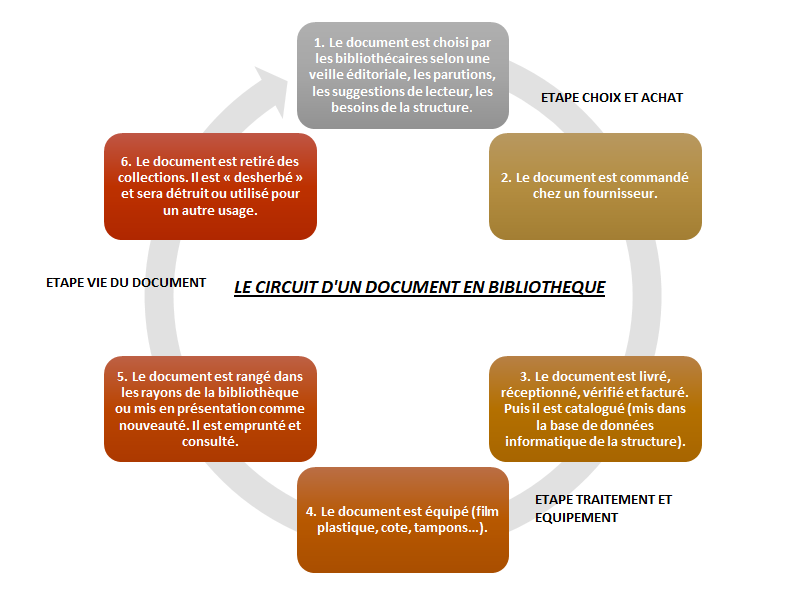 1. Le document est choisi par
les bibliothécaires selon une
veille éditoriale, les parutions,
les suggestions de lecteur, les
besoins de la structure.
ETAPE CHOIX ET ACHAT
2. Le document est commandé
chez un fournisseur.
3. Le document est livré,
réceptionné, vérifié et facturé.
Puis il est catalogué (mis dans
la base de données
informatique de la structure).
ETAPE TRAITEMENT ET
EQUIPEMENT
4. Le document est équipé (film
plastique, cote, tampons...).
5. Le document est rangé dans
les rayons de la bibliothèque
ou mis en présentation comme
nouveauté. Il est emprunté et
consulté.
ETAPE VIE DU DOCUMENT
6. Le document est retiré des
collections. Il est « desherbé »
et sera détruit ou utilisé pour
un autre usage.
LE CIRCUIT D'UN DOCUMENT EN BIBLIOTHEQUE